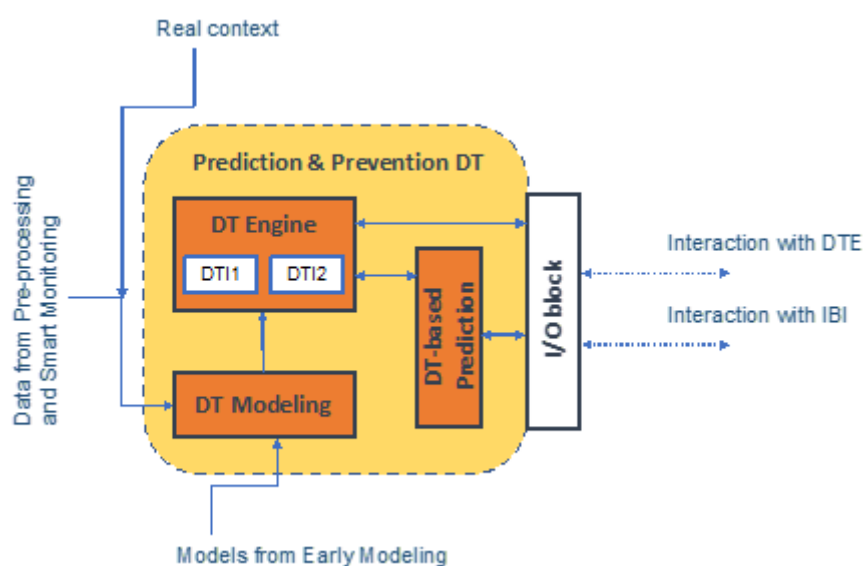 Real context
Prediction & Prevention DT
DT Engine
DTI1
DTI2
Data from Pre-processing
and Smart Monitoring
DT-based
Prediction
I/O block
Interaction with DTE
Interaction with IBI
DT Modeling
Models from Early Modeling